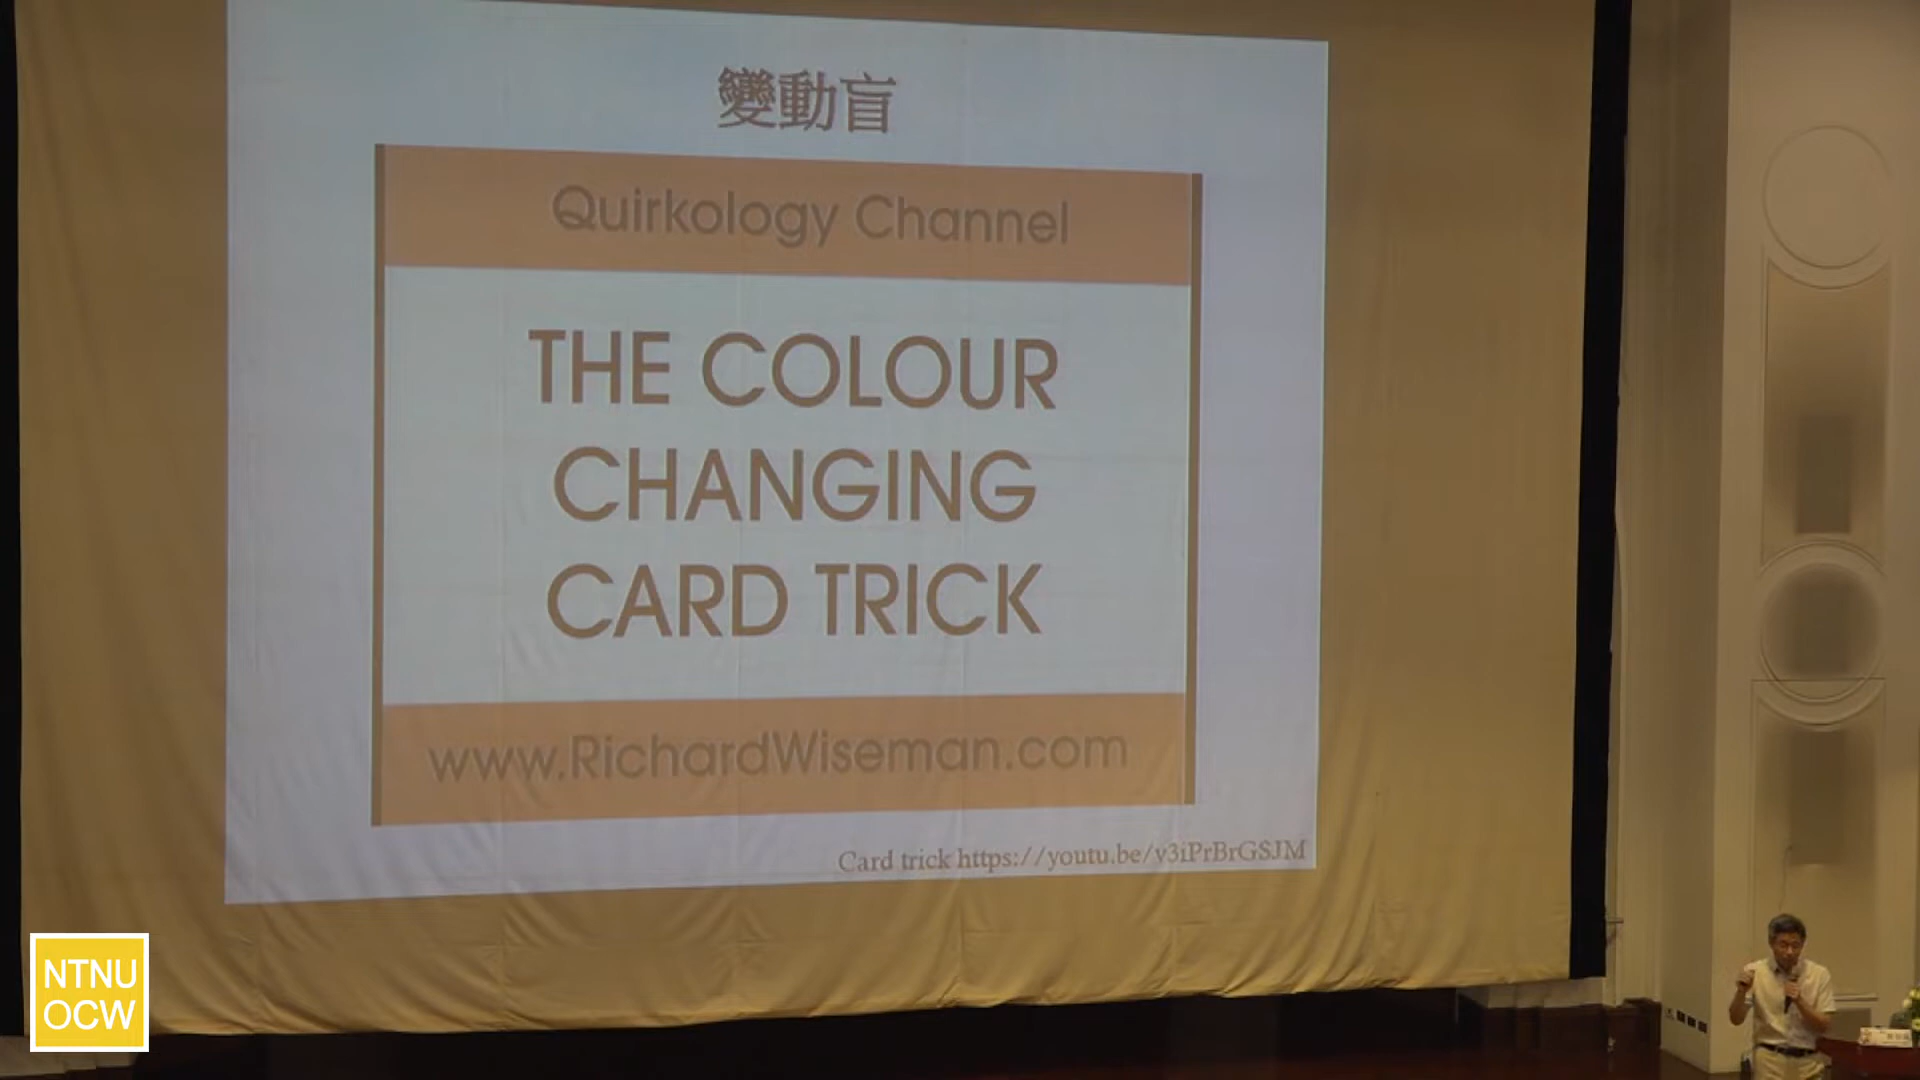 變動盲
Quirkology Channel
THE COLOUR
CHANGING
CARD TRICK
www.RichardWiseman.com
Card trick https://youtu.be/v3iPrBrGSJM
NTNU
OCW